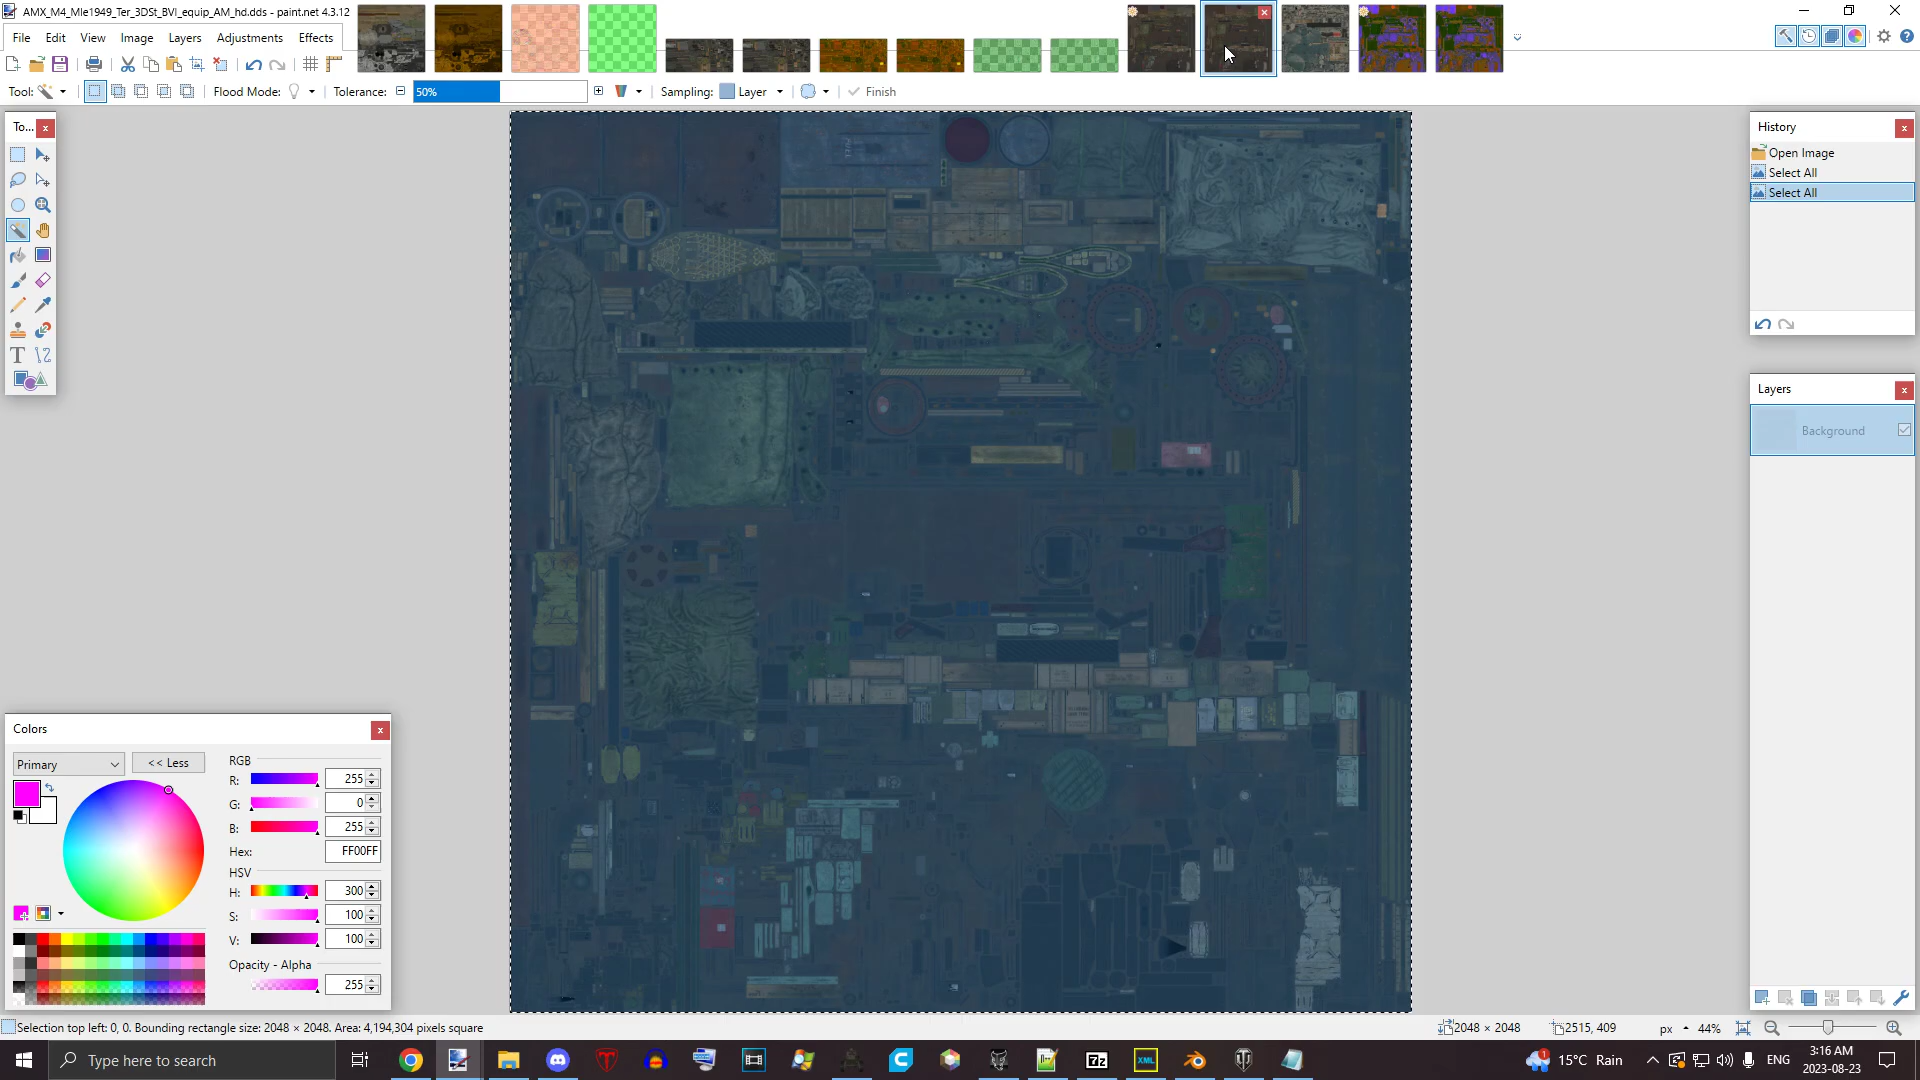 AMX_M4_Mle1949_Ter_3DSt_BVI_equip_AM_hd.dds - paint.net 4.3.12
File Edit View Image Layers Adjustments Effects
Tool: Flood Mode: Tolerance: 50% Sampling: Layer Finish
To...
History
Open Image
Select All
Select All
Layers
Background
Colors
Primary
<< Less
RGB
R: 255
G: 0
B: 255
Hex: FF00FF
HSV
H: 300
S: 100
V: 100
Opacity - Alpha
255
Selection top left: 0, 0. Bounding rectangle size: 2048 × 2048. Area: 4,194,304 pixels square
2048 × 2048
2515, 409
px
44%
Type here to search
7z
XML
1
15°C Rain
ENG
3:16 AM
2023-08-23